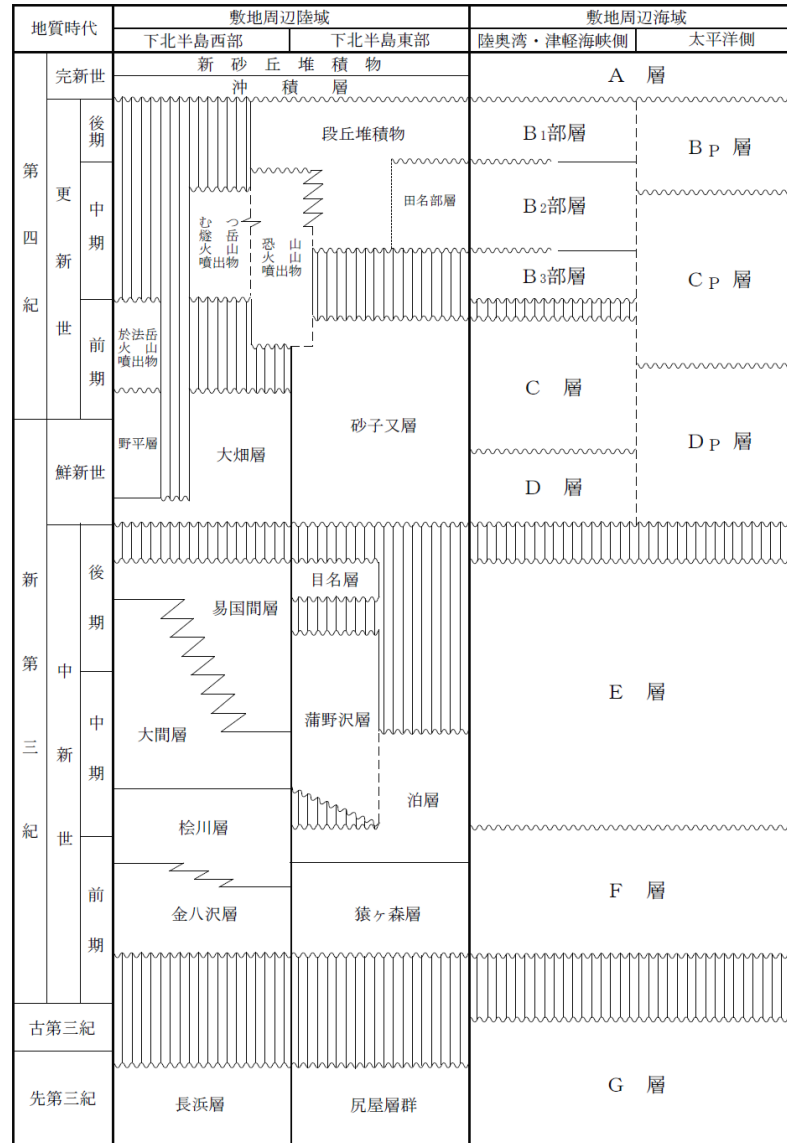 地質時代
敷地周辺陸域
敷地周辺海域
下北半島西部
下北半島東部
陸奥湾・津軽海峡側
太平洋側
第四紀
完新世
新砂丘堆積物
沖積層
A 層
更新世
後期
段丘堆積物
B1部層
BP 層
中期
むつ燧岳火山噴出物
恐山火山噴出物
田名部層
B2部層
B3部層
CP 層
前期
於法岳火山噴出物
砂子又層
C 層
DP 層
新第三紀
鮮新世
野平層
大畑層
D 層
中新世
後期
易国間層
目名層
E 層
中期
大間層
蒲野沢層
泊層
桧川層
前期
金八沢層
猿ヶ森層
F 層
古第三紀
先第三紀
長浜層
尻屋層群
G 層